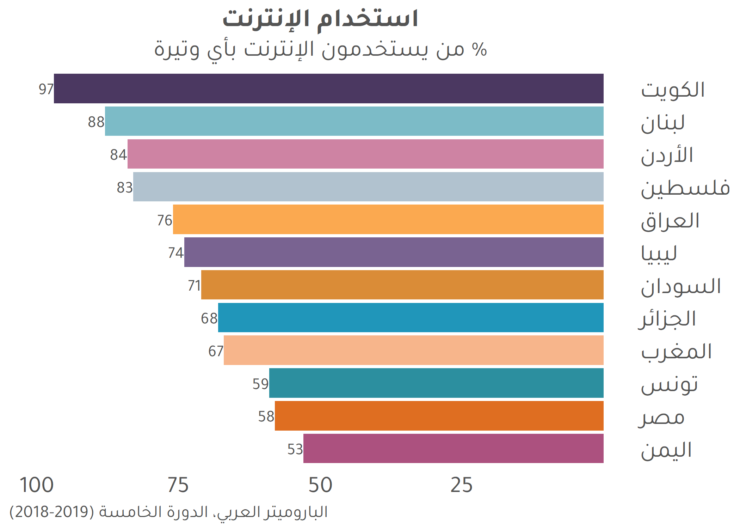 استخدام الإنترنت
% من يستخدمون الإنترنت بأي وتيرة
الكويت 97
لبنان 88
الأردن 84
فلسطين 83
العراق 76
ليبيا 74
السودان 71
الجزائر 68
المغرب 67
تونس 59
مصر 58
اليمن 53
25 50 75 100
الباروميتر العربي، الدورة الخامسة (2018-2019)